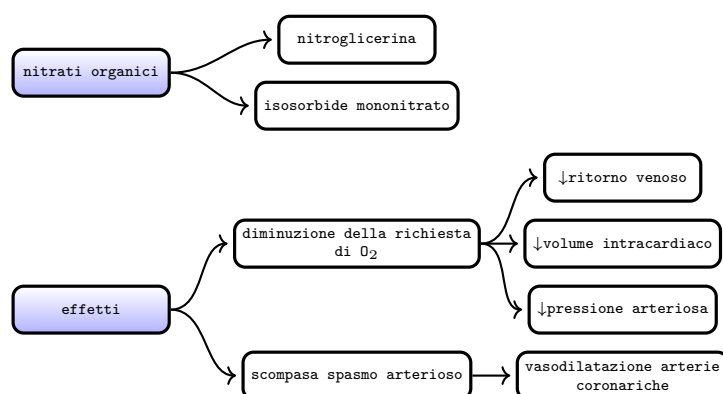 nitroglicerina
nitrati organici
isosorbide mononitrato
↓ritorno venoso
diminuzione della richiesta
di O₂
↓volume intracardiaco
effetti
↓pressione arteriosa
scompasa spasmo arterioso
vasodilatazione arterie
coronariche